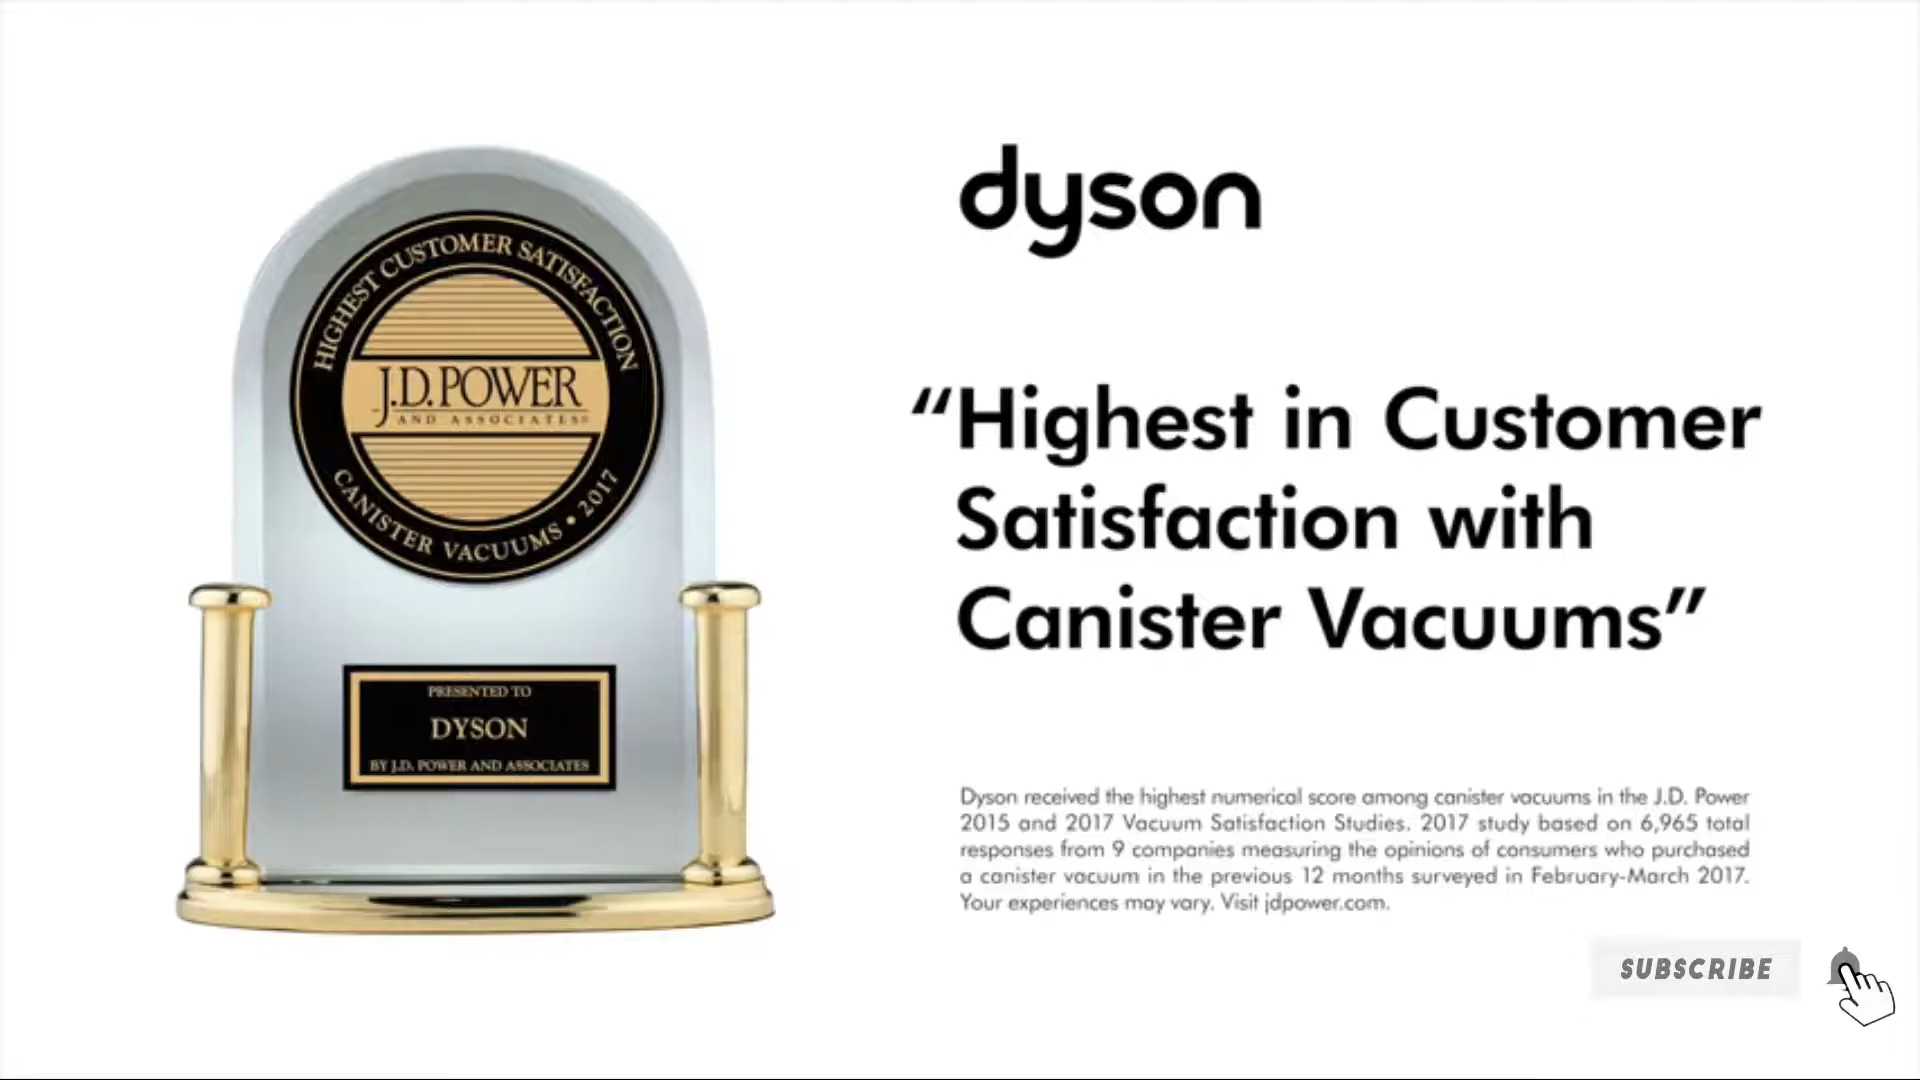 HIGHEST CUSTOMER SATISFACTION
J.D. POWER
AND ASSOCIATES®
CANISTER VACUUMS • 2017
PRESENTED TO
DYSON
BY J.D. POWER AND ASSOCIATES
dyson
“Highest in Customer
Satisfaction with
Canister Vacuums”
Dyson received the highest numerical score among canister vacuums in the J.D. Power
2015 and 2017 Vacuum Satisfaction Studies. 2017 study based on 6,965 total
responses from 9 companies measuring the opinions of consumers who purchased
a canister vacuum in the previous 12 months surveyed in February-March 2017.
Your experiences may vary. Visit jdpower.com.
SUBSCRIBE